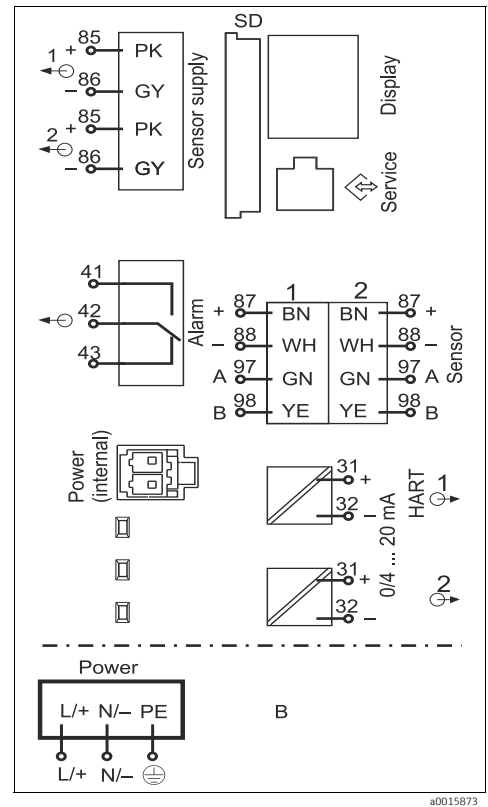 SD
1 + 85 PK
– 86 GY
2 + 85 PK
– 86 GY
Sensor supply
Display
Service
41
42
43
Alarm
1 2
+ 87 BN BN 87 +
– 88 WH WH 88 –
A 97 GN GN 97 A
B 98 YE YE 98 B
Sensor
Power
(internal)
31 +
32 –
31 +
32 –
0/4 ... 20 mA
HART
1
2
Power
L/+ N/– PE
L/+ N/–
B
a0015873